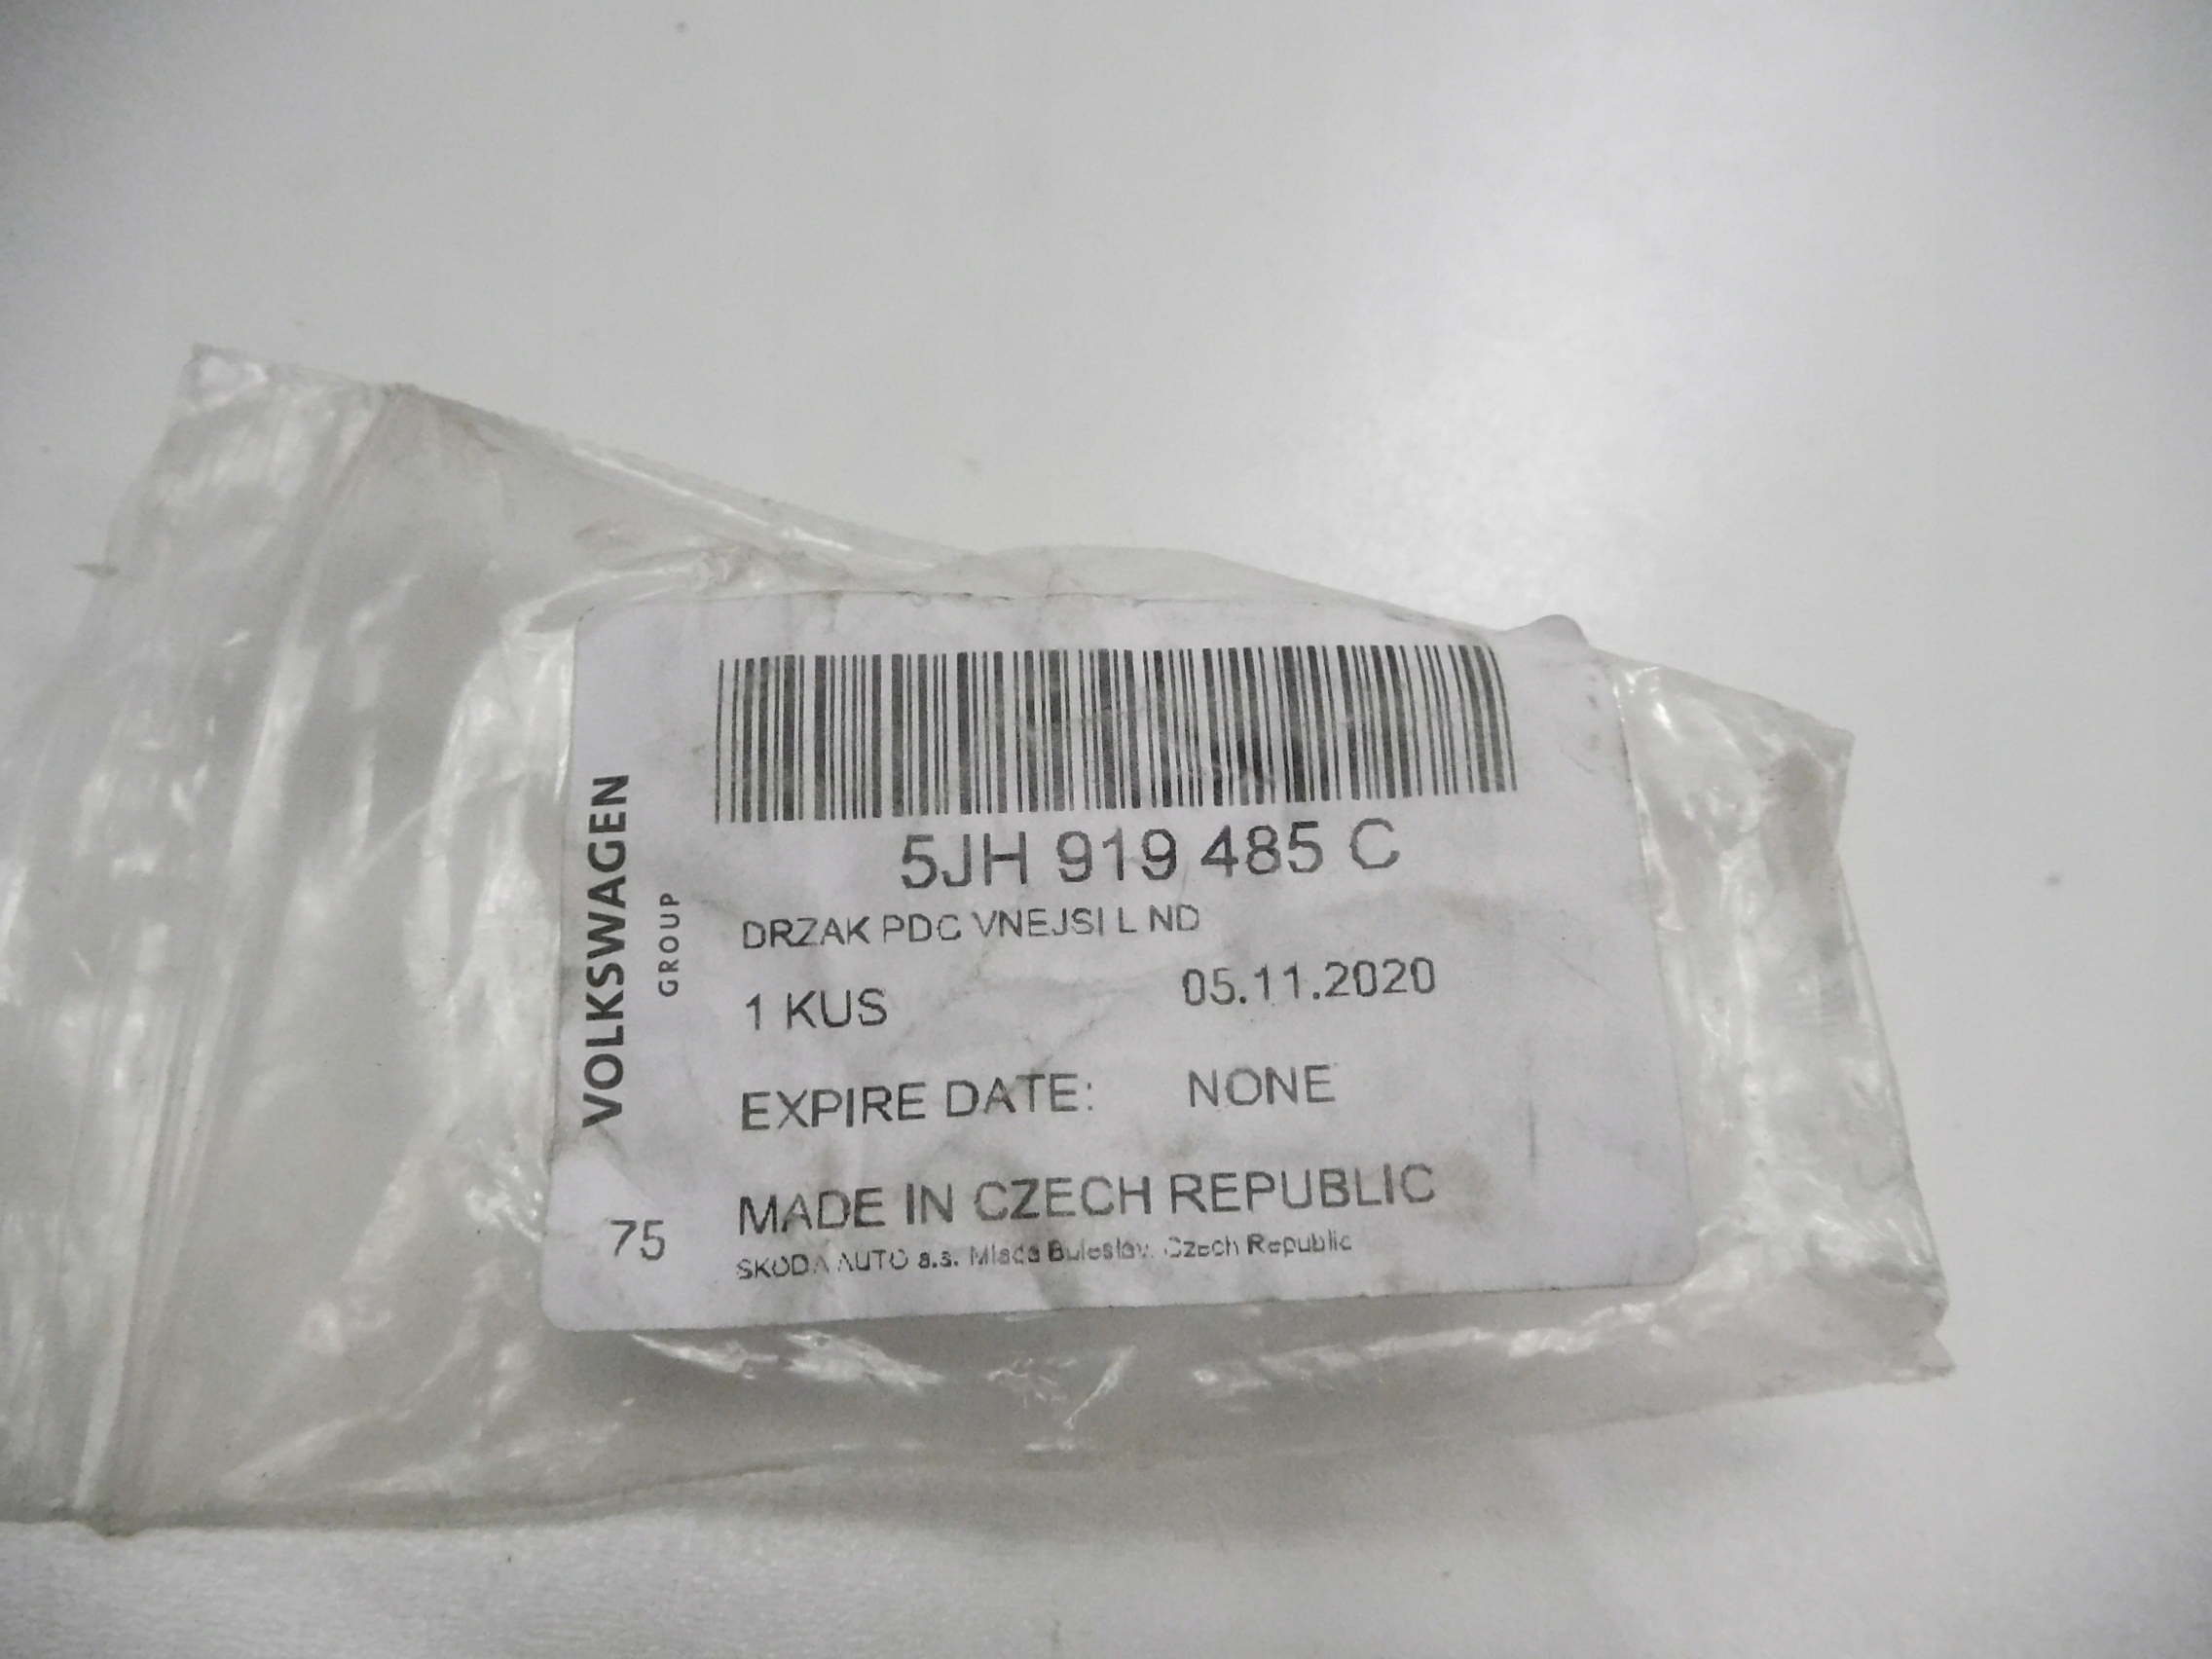 VOLKSWAGEN
GROUP
5JH 919 485 C
DRZAK PDC VNEJSI L ND
1 KUS 05.11.2020
EXPIRE DATE: NONE
MADE IN CZECH REPUBLIC
75
SKODA AUTO a.s. Mlada Boleslav, Czech Republic